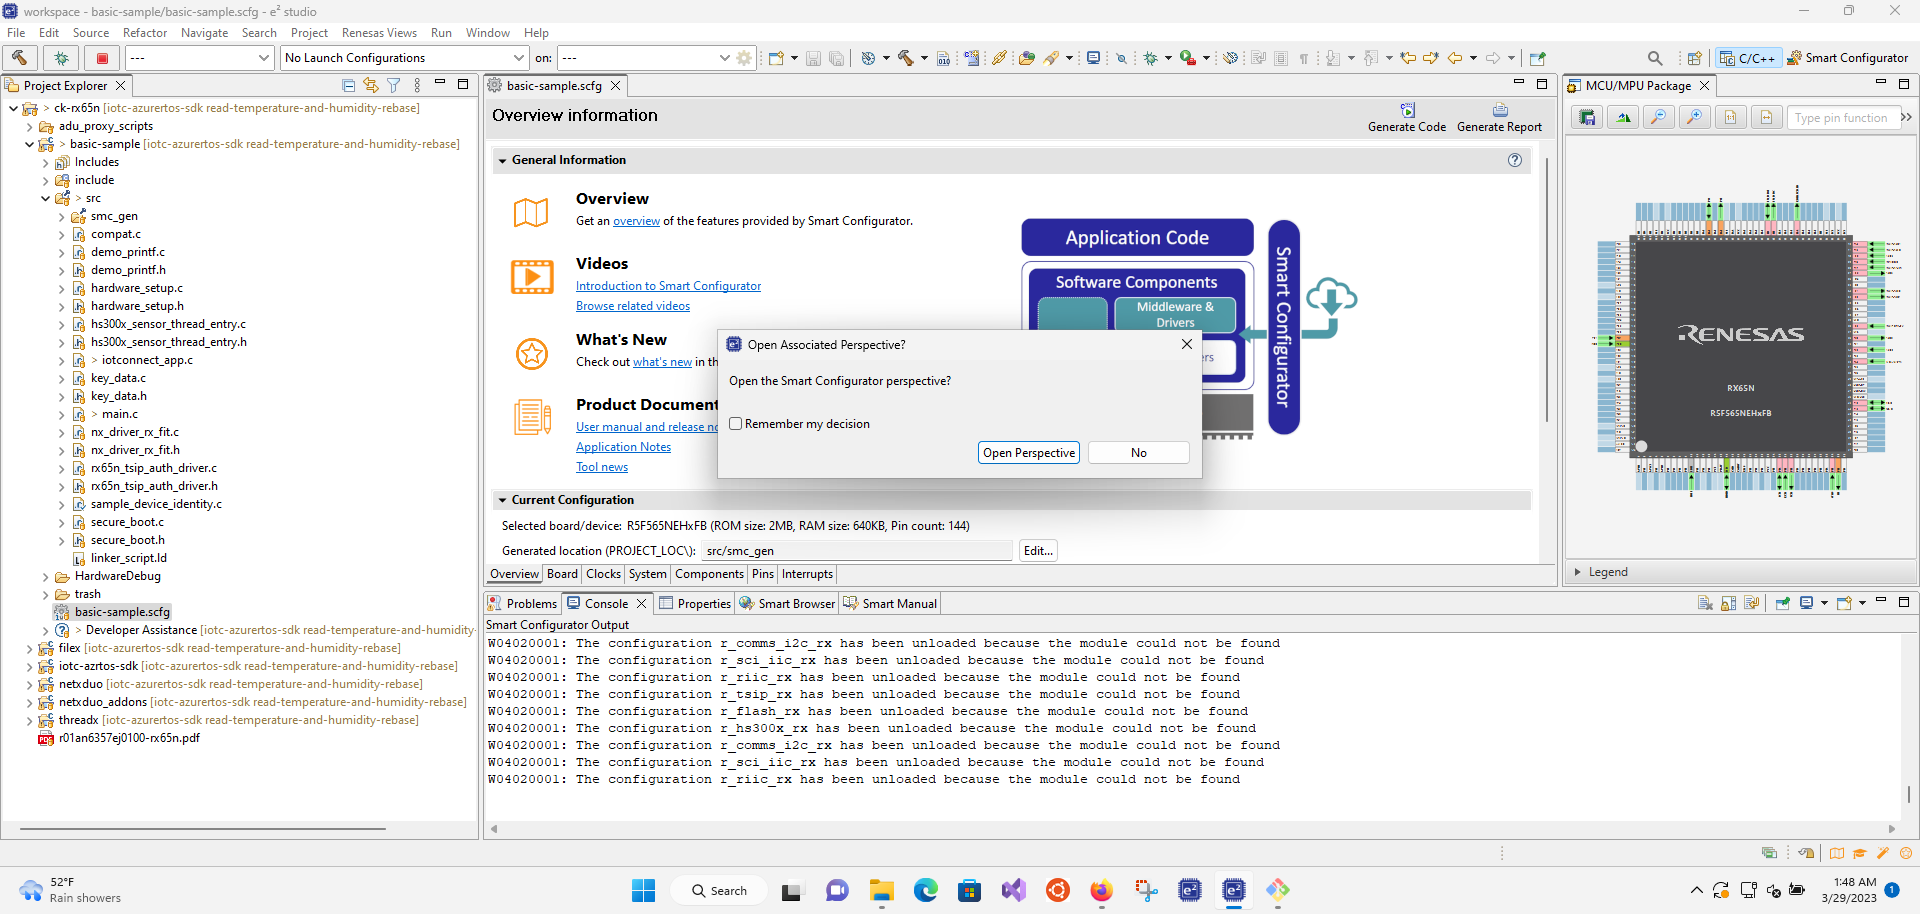 workspace - basic-sample/basic-sample.scfg - e² studio
File Edit Source Refactor Navigate Search Project Renesas Views Run Window Help
--- No Launch Configurations on: --- C/C++ Smart Configurator
Project Explorer
ck-rx65n [iotc-azurertos-sdk read-temperature-and-humidity-rebase]
adu_proxy_scripts
> basic-sample [iotc-azurertos-sdk read-temperature-and-humidity-rebase]
Includes
include
> src
smc_gen
compat.c
demo_printf.c
demo_printf.h
hardware_setup.c
hardware_setup.h
hs300x_sensor_thread_entry.c
hs300x_sensor_thread_entry.h
> iotconnect_app.c
key_data.c
key_data.h
> main.c
nx_driver_rx_fit.c
nx_driver_rx_fit.h
rx65n_tsip_auth_driver.c
rx65n_tsip_auth_driver.h
sample_device_identity.c
secure_boot.c
secure_boot.h
linker_script.ld
HardwareDebug
trash
basic-sample.scfg
> Developer Assistance [iotc-azurertos-sdk read-temperature-and-humidity-
filex [iotc-azurertos-sdk read-temperature-and-humidity-rebase]
iotc-azrtos-sdk [iotc-azurertos-sdk read-temperature-and-humidity-rebase]
netxduo [iotc-azurertos-sdk read-temperature-and-humidity-rebase]
netxduo_addons [iotc-azurertos-sdk read-temperature-and-humidity-rebase]
threadx [iotc-azurertos-sdk read-temperature-and-humidity-rebase]
r01an6357ej0100-rx65n.pdf
basic-sample.scfg
Overview information
Generate Code Generate Report
General Information
Overview
Get an overview of the features provided by Smart Configurator.
Videos
Introduction to Smart Configurator
Browse related videos
What's New
Check out what's new in th
Product Document
User manual and release no
Application Notes
Tool news
Application Code
Software Components
Middleware &
Drivers
ers
Smart Configurator
Open Associated Perspective?
Open the Smart Configurator perspective?
Remember my decision
Open Perspective No
Current Configuration
Selected board/device: R5F565NEHxFB (ROM size: 2MB, RAM size: 640KB, Pin count: 144)
Generated location (PROJECT_LOC\): src/smc_gen Edit...
Overview Board Clocks System Components Pins Interrupts
MCU/MPU Package
Type pin function
RENESAS
RX65N
R5F565NEHxFB
Legend
Problems Console Properties Smart Browser Smart Manual
Smart Configurator Output
W04020001: The configuration r_comms_i2c_rx has been unloaded because the module could not be found
W04020001: The configuration r_sci_iic_rx has been unloaded because the module could not be found
W04020001: The configuration r_riic_rx has been unloaded because the module could not be found
W04020001: The configuration r_tsip_rx has been unloaded because the module could not be found
W04020001: The configuration r_flash_rx has been unloaded because the module could not be found
W04020001: The configuration r_hs300x_rx has been unloaded because the module could not be found
W04020001: The configuration r_comms_i2c_rx has been unloaded because the module could not be found
W04020001: The configuration r_sci_iic_rx has been unloaded because the module could not be found
W04020001: The configuration r_riic_rx has been unloaded because the module could not be found
52°F
Rain showers
Search
1:48 AM
3/29/2023
1